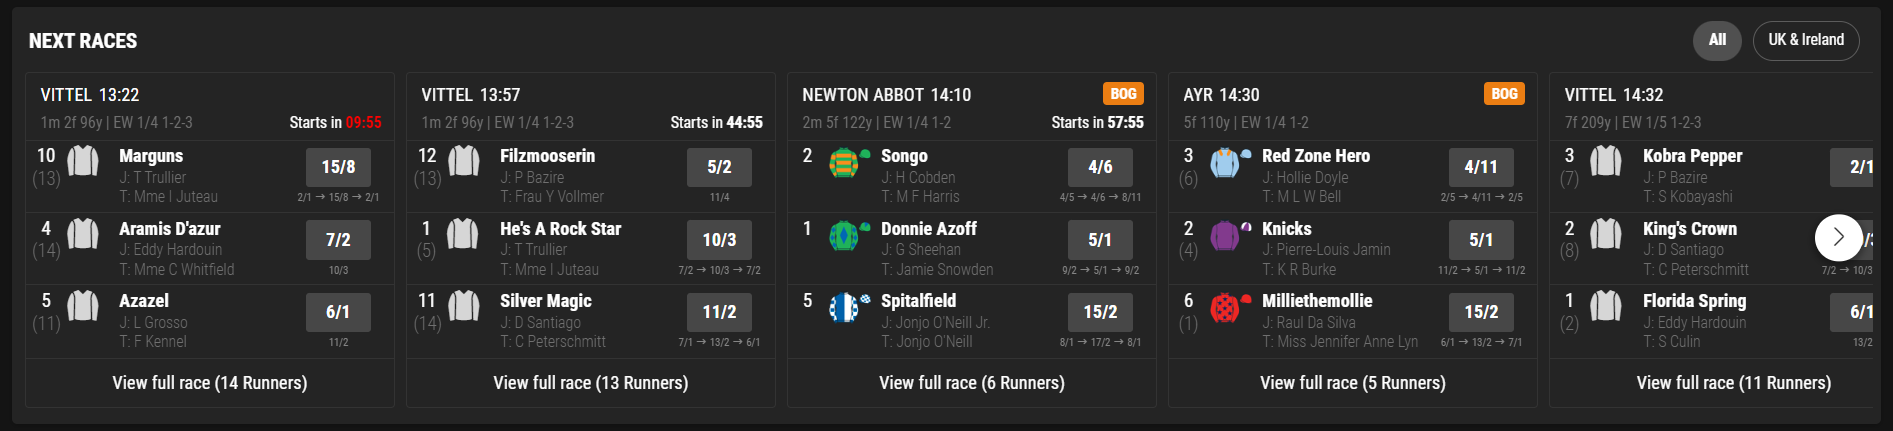 NEXT RACES
All
UK & Ireland
VITTEL 13:22
1m 2f 96y | EW 1/4 1-2-3
Starts in 09:55
10
(13)
Marguns
J: T Trullier
T: Mme I Juteau
15/8
2/1 → 15/8 → 2/1
4
(14)
Aramis D'azur
J: Eddy Hardouin
T: Mme C Whitfield
7/2
10/3
5
(11)
Azazel
J: L Grosso
T: F Kennel
6/1
11/2
View full race (14 Runners)
VITTEL 13:57
1m 2f 96y | EW 1/4 1-2-3
Starts in 44:55
12
(13)
Filzmooserin
J: P Bazire
T: Frau Y Vollmer
5/2
11/4
1
(5)
He's A Rock Star
J: T Trullier
T: Mme I Juteau
10/3
7/2 → 10/3 → 7/2
11
(14)
Silver Magic
J: D Santiago
T: C Peterschmitt
11/2
7/1 → 13/2 → 6/1
View full race (13 Runners)
NEWTON ABBOT 14:10
BOG
2m 5f 122y | EW 1/4 1-2
Starts in 57:55
2
Songo
J: H Cobden
T: M F Harris
4/6
4/5 → 4/6 → 8/11
1
Donnie Azoff
J: G Sheehan
T: Jamie Snowden
5/1
9/2 → 5/1 → 9/2
5
Spitalfield
J: Jonjo O'Neill Jr.
T: Jonjo O'Neill
15/2
8/1 → 17/2 → 8/1
View full race (6 Runners)
AYR 14:30
BOG
5f 110y | EW 1/4 1-2
3
(6)
Red Zone Hero
J: Hollie Doyle
T: M L W Bell
4/11
2/5 → 4/11 → 2/5
2
(4)
Knicks
J: Pierre-Louis Jamin
T: K R Burke
5/1
11/2 → 5/1 → 11/2
6
(1)
Milliethemollie
J: Raul Da Silva
T: Miss Jennifer Anne Lyn
15/2
6/1 → 13/2 → 7/1
View full race (5 Runners)
VITTEL 14:32
7f 209y | EW 1/5 1-2-3
3
(7)
Kobra Pepper
J: P Bazire
T: S Kobayashi
2/1
2
(8)
King's Crown
J: D Santiago
T: C Peterschmitt
7/2 → 10/3
1
(2)
Florida Spring
J: Eddy Hardouin
T: S Culin
6/1
13/2
View full race (11 Runners)